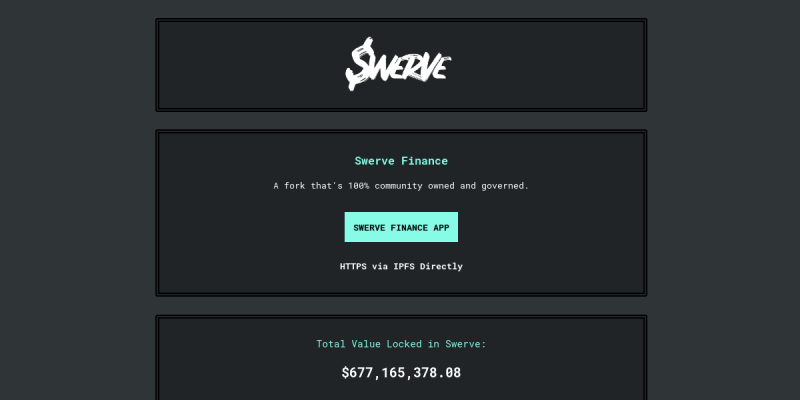 $WERVE
Swerve Finance
A fork that's 100% community owned and governed.
SWERVE FINANCE APP
HTTPS via IPFS Directly
Total Value Locked in Swerve:
$677,165,378.08